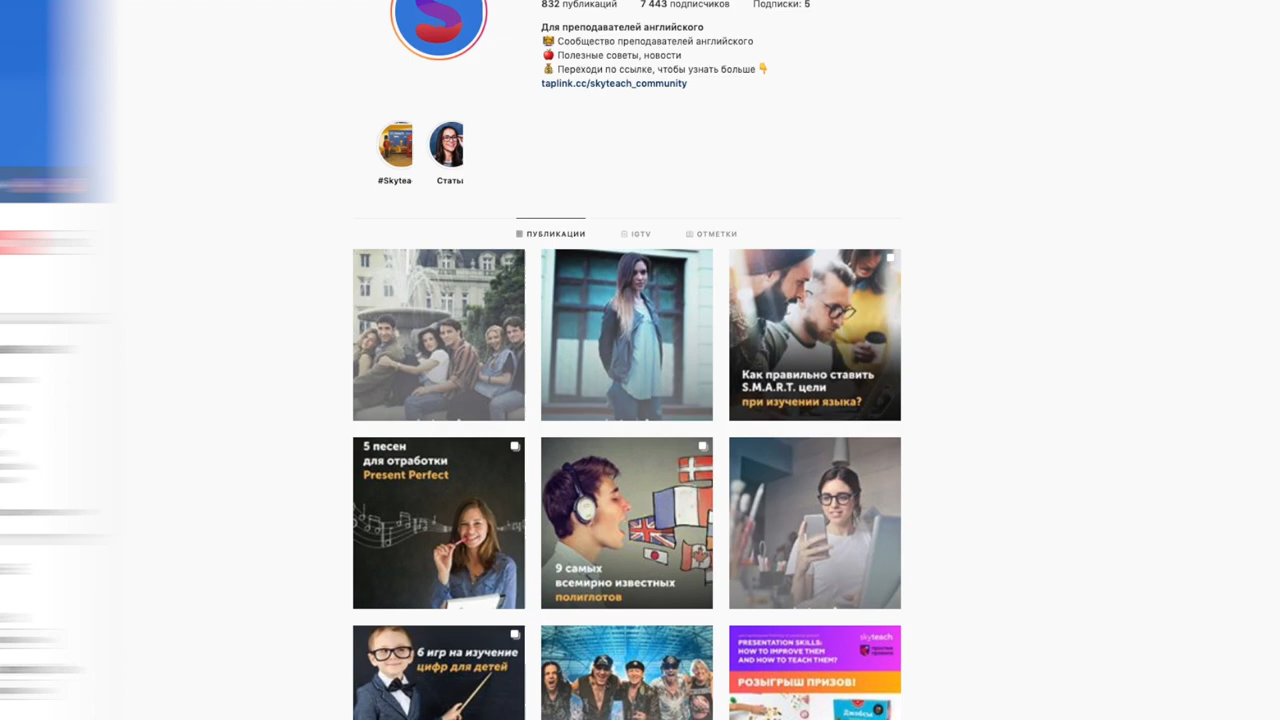 832 публикаций 7 443 подписчиков Подписки: 5
Для преподавателей английского
Сообщество преподавателей английского
Полезные советы, новости
Переходи по ссылке, чтобы узнать больше
taplink.cc/skyteach_community
#Skytea Статьи
ПУБЛИКАЦИИ IGTV ОТМЕТКИ
Как правильно ставить
S.M.A.R.T. цели
при изучении языка?
5 песен
для отработки
Present Perfect
9 самых
всемирно известных
полиглотов
6 игр на изучение
цифр для детей
skyteach
PRESENTATION SKILLS:
HOW TO IMPROVE THEM
AND HOW TO TEACH THEM?
РОЗЫГРЫШ ПРИЗОВ!